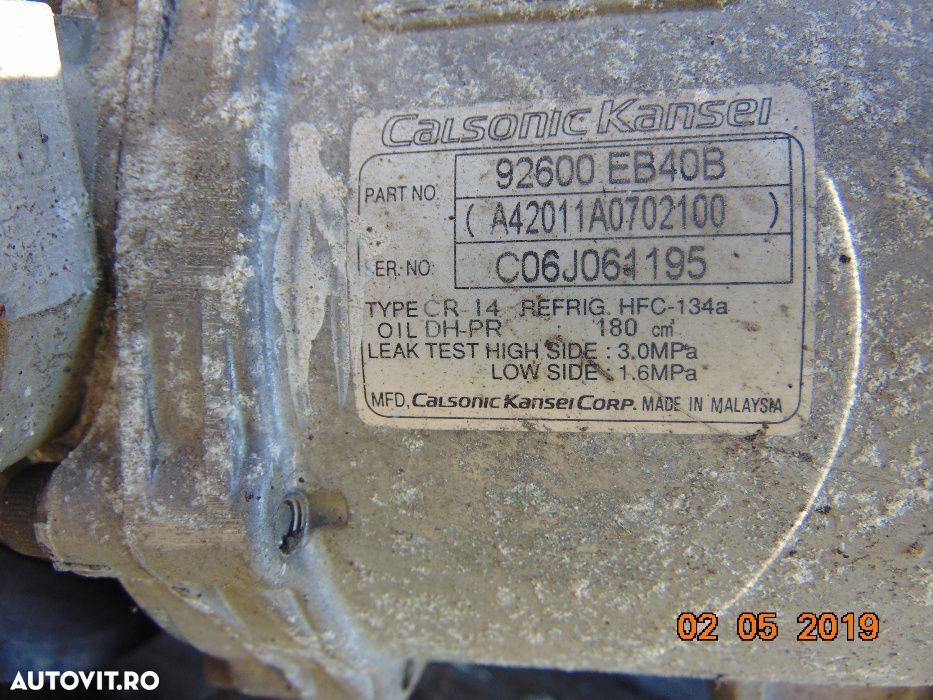 Calsonic Kansei
PART NO. 92600 EB40B
( A42011A0702100 )
ER. NO: C06J061195
TYPE CR 14 REFRIG. HFC-134a
OIL DH-PR 180 cm³
LEAK TEST HIGH SIDE : 3.0MPa
LOW SIDE : 1.6MPa
MFD. Calsonic Kansei Corp. MADE IN MALAYSIA
02 05 2019
AUTOVIT.RO